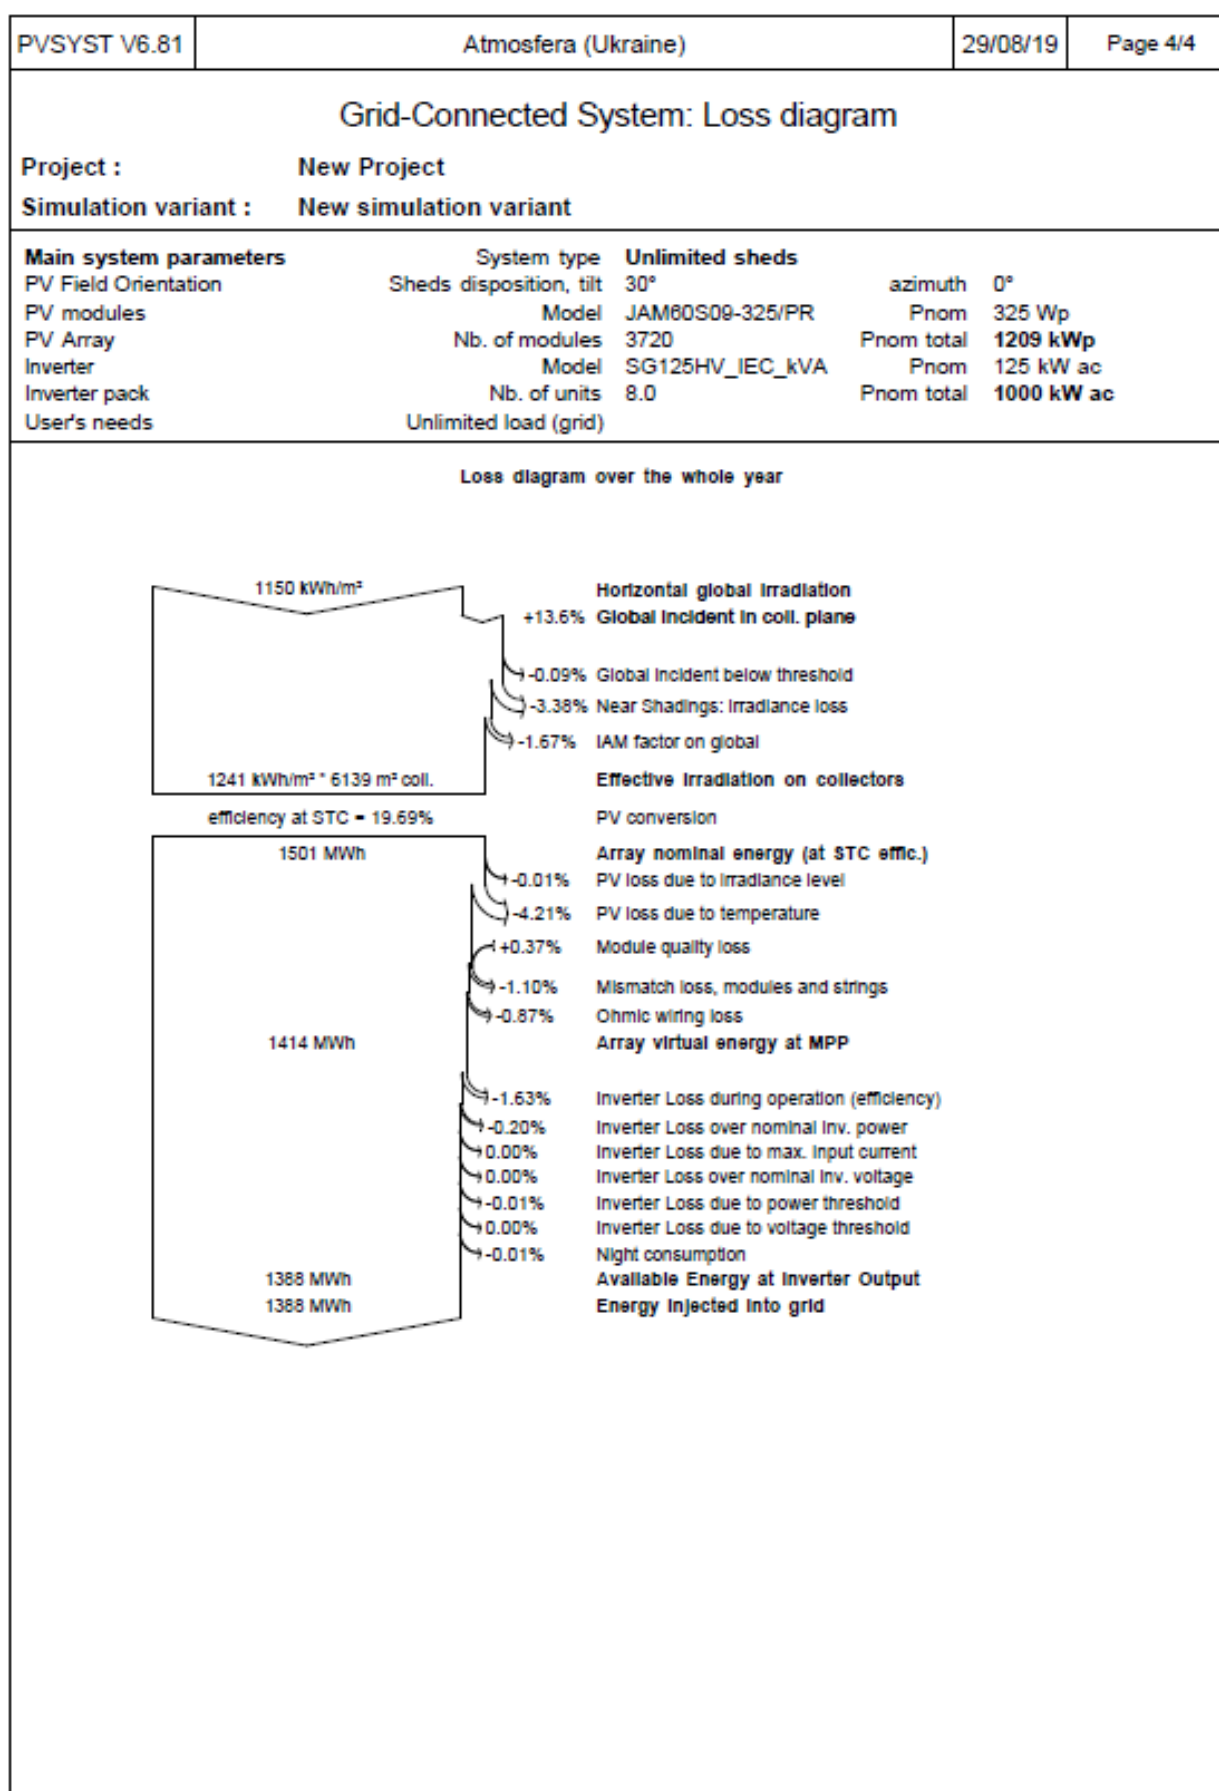 PVSYST V6.81 Atmosfera (Ukraine) 29/08/19 Page 4/4
Grid-Connected System: Loss diagram
Project : New Project
Simulation variant : New simulation variant
Main system parameters System type Unlimited sheds
PV Field Orientation Sheds disposition, tilt 30° azimuth 0°
PV modules Model JAM60S09-325/PR Pnom 325 Wp
PV Array Nb. of modules 3720 Pnom total 1209 kWp
Inverter Model SG125HV_IEC_kVA Pnom 125 kW ac
Inverter pack Nb. of units 8.0 Pnom total 1000 kW ac
User's needs Unlimited load (grid)
Loss diagram over the whole year
1150 kWh/m² Horizontal global irradiation
+13.6% Global incident in coll. plane
-0.09% Global incident below threshold
-3.38% Near Shadings: irradiance loss
-1.67% IAM factor on global
1241 kWh/m² * 6139 m² coll. Effective irradiation on collectors
efficiency at STC = 19.69% PV conversion
1501 MWh Array nominal energy (at STC effic.)
-0.01% PV loss due to irradiance level
-4.21% PV loss due to temperature
+0.37% Module quality loss
-1.10% Mismatch loss, modules and strings
-0.87% Ohmic wiring loss
1414 MWh Array virtual energy at MPP
-1.63% Inverter Loss during operation (efficiency)
-0.20% Inverter Loss over nominal inv. power
0.00% Inverter Loss due to max. input current
0.00% Inverter Loss over nominal inv. voltage
-0.01% Inverter Loss due to power threshold
0.00% Inverter Loss due to voltage threshold
-0.01% Night consumption
1388 MWh Available Energy at Inverter Output
1388 MWh Energy injected into grid